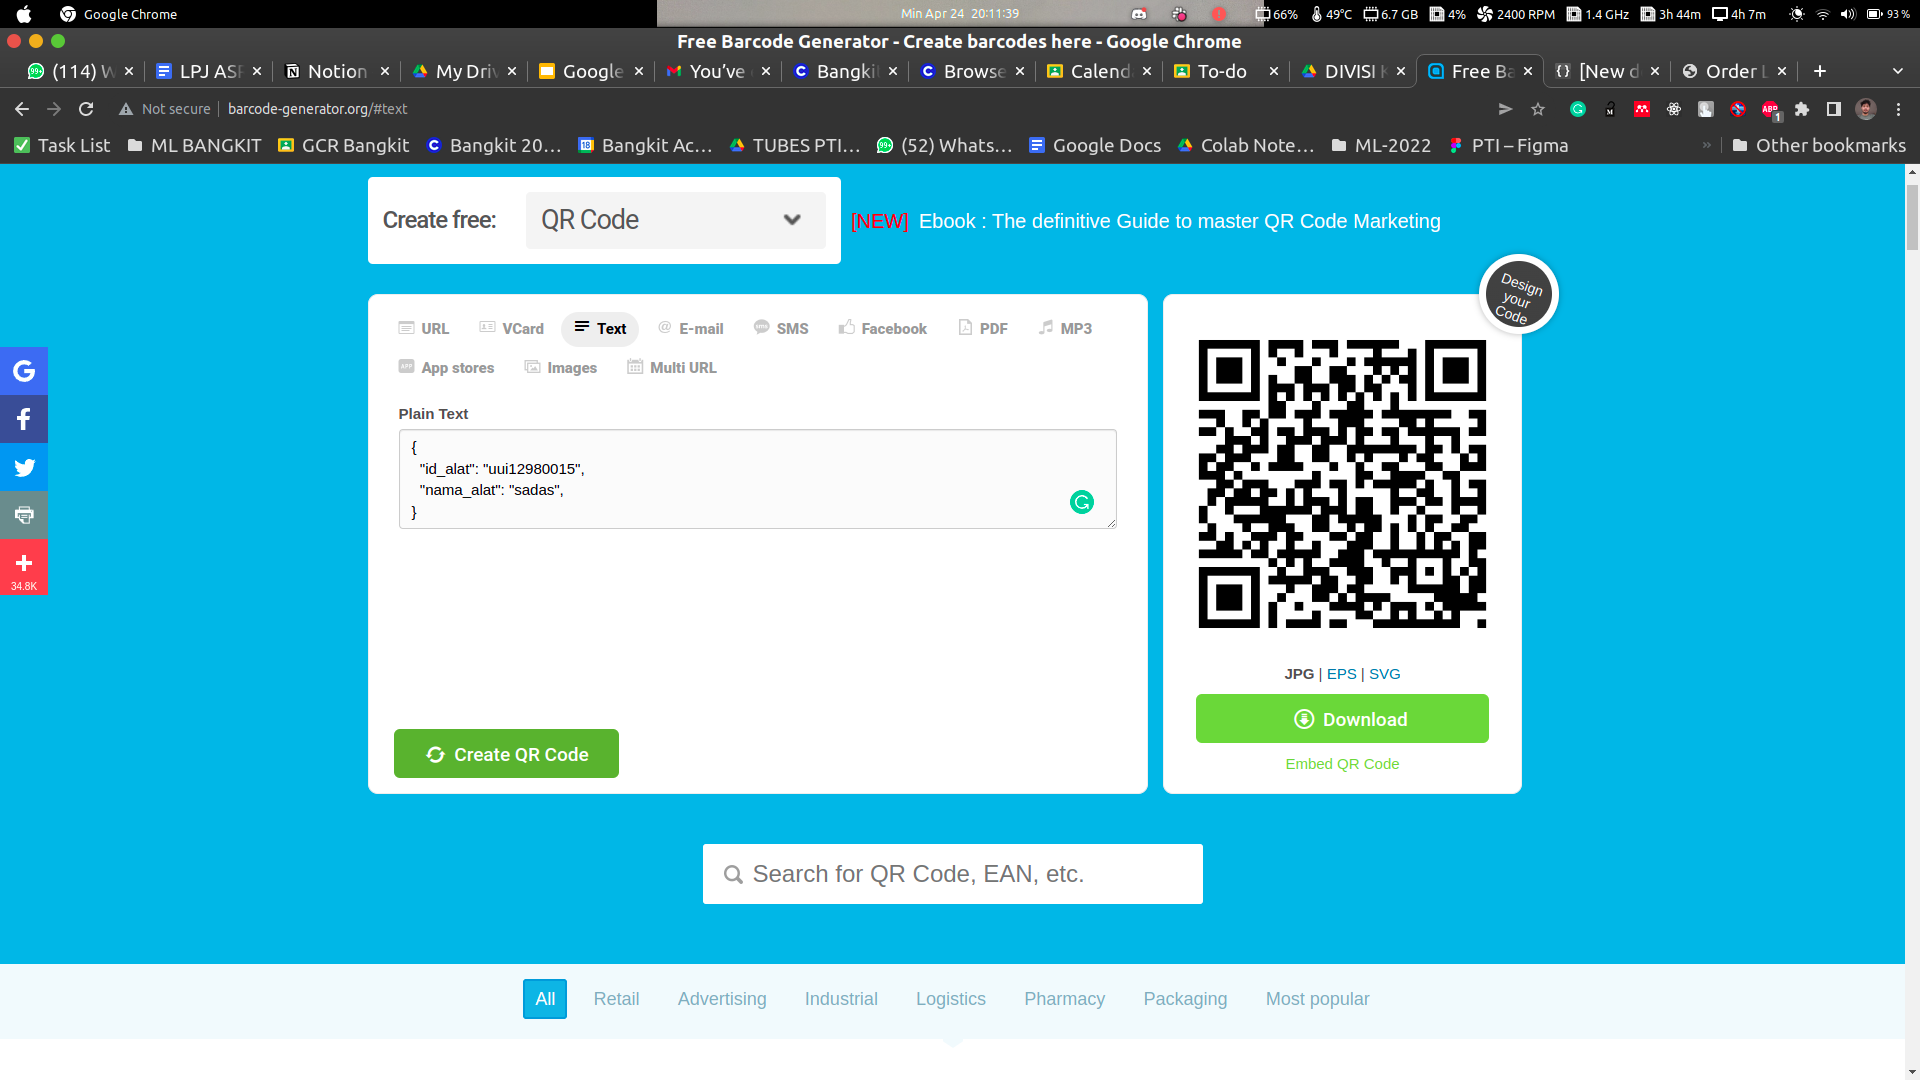 Google Chrome
Min Apr 24 20:11:39
66% 49°C 6.7 GB 4% 2400 RPM 1.4 GHz 3h 44m 4h 7m 93 %
Free Barcode Generator - Create barcodes here - Google Chrome
(114) W
LPJ ASP
Notion
My Driv
Google
You've
Bangki
Browse
Calend
To-do
DIVISI K
Free Ba
[New d
Order L
Not secure
barcode-generator.org/#text
1
Task List
ML BANGKIT
GCR Bangkit
Bangkit 20...
Bangkit Ac...
TUBES PTI...
(52) Whats...
Google Docs
Colab Note...
ML-2022
PTI – Figma
Other bookmarks
Create free:
QR Code
[NEW] Ebook : The definitive Guide to master QR Code Marketing
Design
your
Code
URL
VCard
Text
E-mail
SMS
Facebook
PDF
MP3
App stores
Images
Multi URL
Plain Text
{
"id_alat": "uui12980015",
"nama_alat": "sadas",
}
34.8K
JPG | EPS | SVG
Download
Embed QR Code
Create QR Code
Search for QR Code, EAN, etc.
All
Retail
Advertising
Industrial
Logistics
Pharmacy
Packaging
Most popular